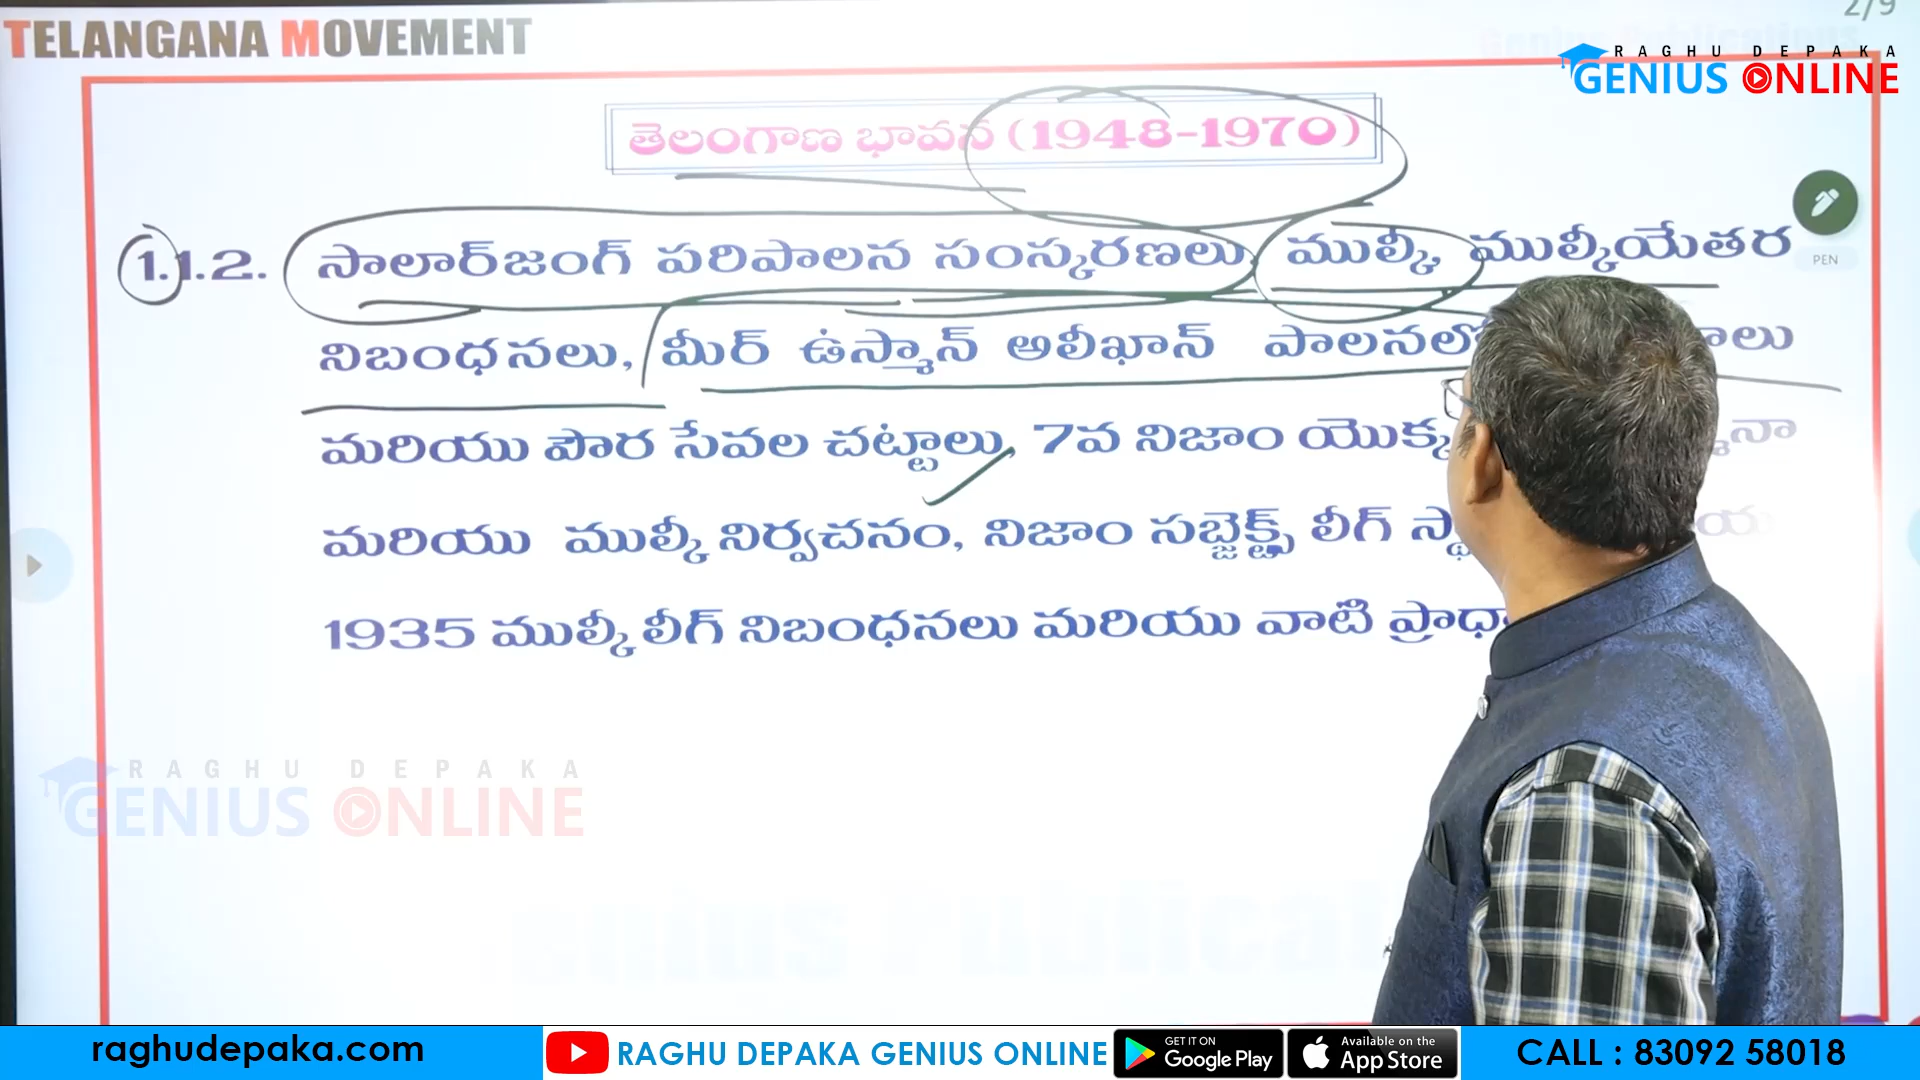 2/9
TELANGANA MOVEMENT
RAGHU DEPAKA
GENIUS ONLINE
తెలంగాణ భావన (1948-1970)
1.1.2. సాలార్‌జంగ్ పరిపాలన సంస్కరణలు, ముల్కీ, ముల్కీయేతర
PEN
నిబంధనలు, మీర్ ఉస్మాన్ అలీఖాన్ పాలనలో
మరియు పౌర సేవల చట్టాలు, 7వ నిజాం యొక్క
మరియు ముల్కీ నిర్వచనం, నిజాం సబ్జెక్ట్స్ లీగ్
1935 ముల్కీ లీగ్ నిబంధనలు మరియు వాటి
RAGHU DEPAKA
GENIUS ONLINE
raghudepaka.com
RAGHU DEPAKA GENIUS ONLINE
GET IT ON
Google Play
Available on the
App Store
CALL : 83092 58018